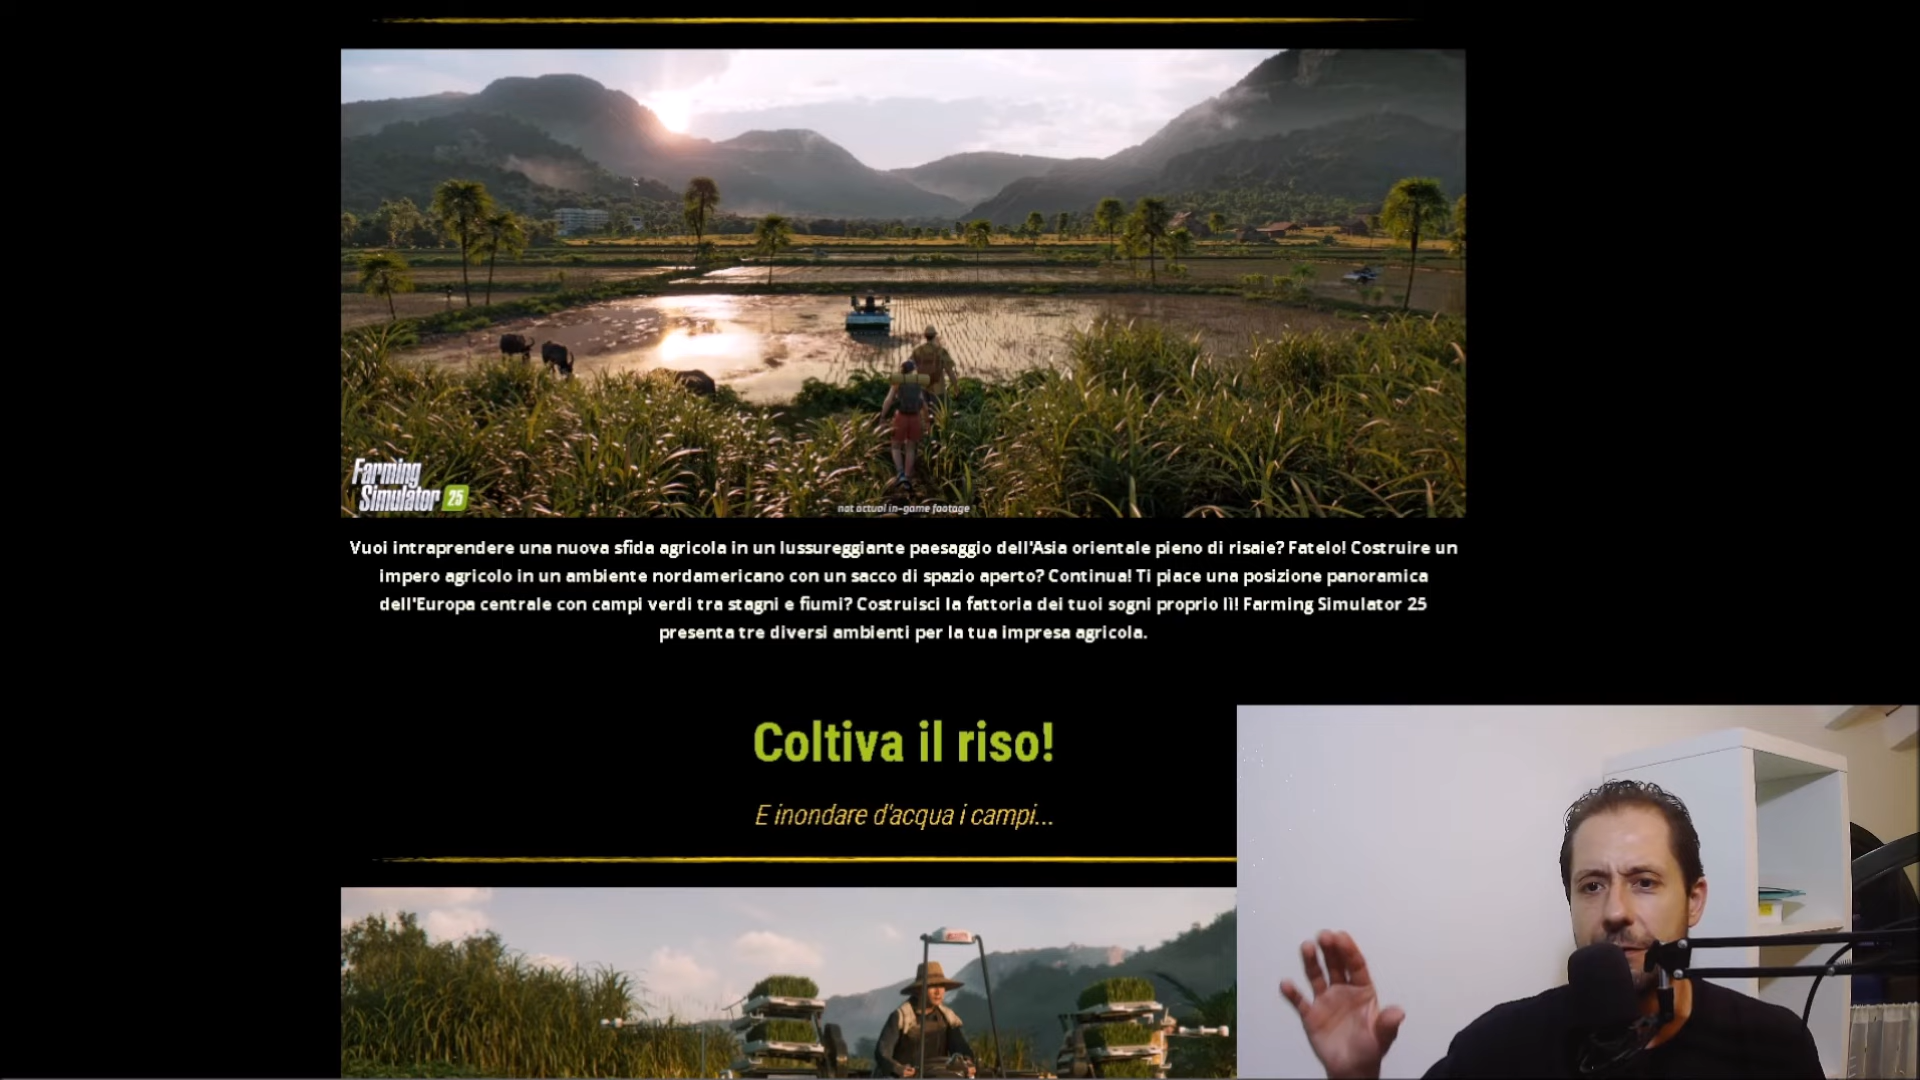 Farming
Simulator 25
not actual in-game footage
Vuoi intraprendere una nuova sfida agricola in un lussureggiante paesaggio dell'Asia orientale pieno di risaie? Fatelo! Costruire un
impero agricolo in un ambiente nordamericano con un sacco di spazio aperto? Continua! Ti piace una posizione panoramica
dell'Europa centrale con campi verdi tra stagni e fiumi? Costruisci la fattoria dei tuoi sogni proprio lì! Farming Simulator 25
presenta tre diversi ambienti per la tua impresa agricola.
Coltiva il riso!
E inondare d'acqua i campi...